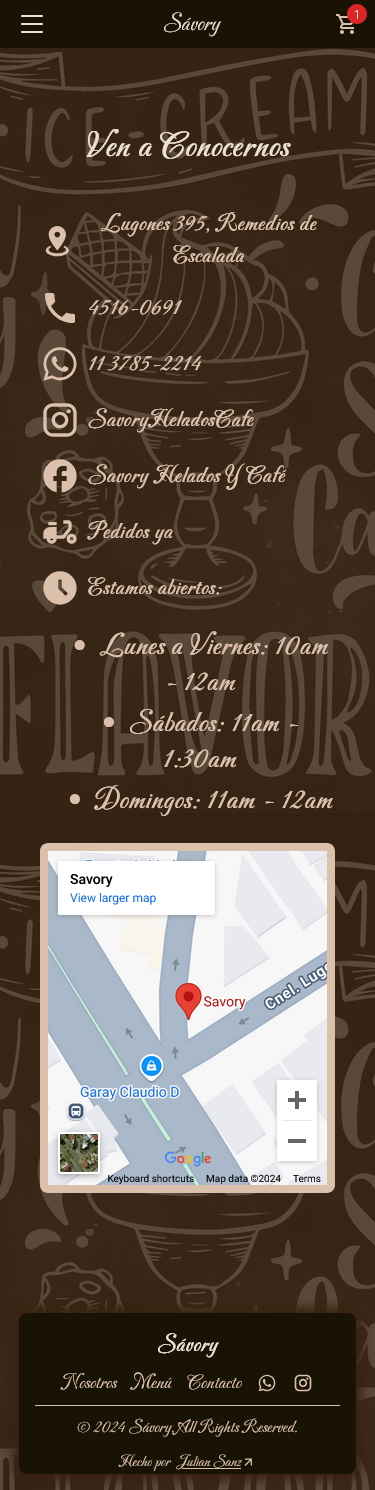 Sávory
1
ICE-CREAM
Ven a Conocernos
Lugones 395, Remedios de
Escalada
4516-0691
11 3785-2214
SavoryHeladosCafe
Savory Helados Y Café
Pedidos ya
Estamos abiertos:
FLAVOR
Lunes a Viernes: 10am
- 12am
Sábados: 11am -
1:30am
Domingos: 11am - 12am
Savory
View larger map
Savory
Cnel. Lugo
Garay Claudio D
Google
Keyboard shortcuts Map data ©2024 Terms
Sávory
Nosotros Menú Contacto
© 2024 Sávory All Rights Reserved.
Hecho por Julian Sanz